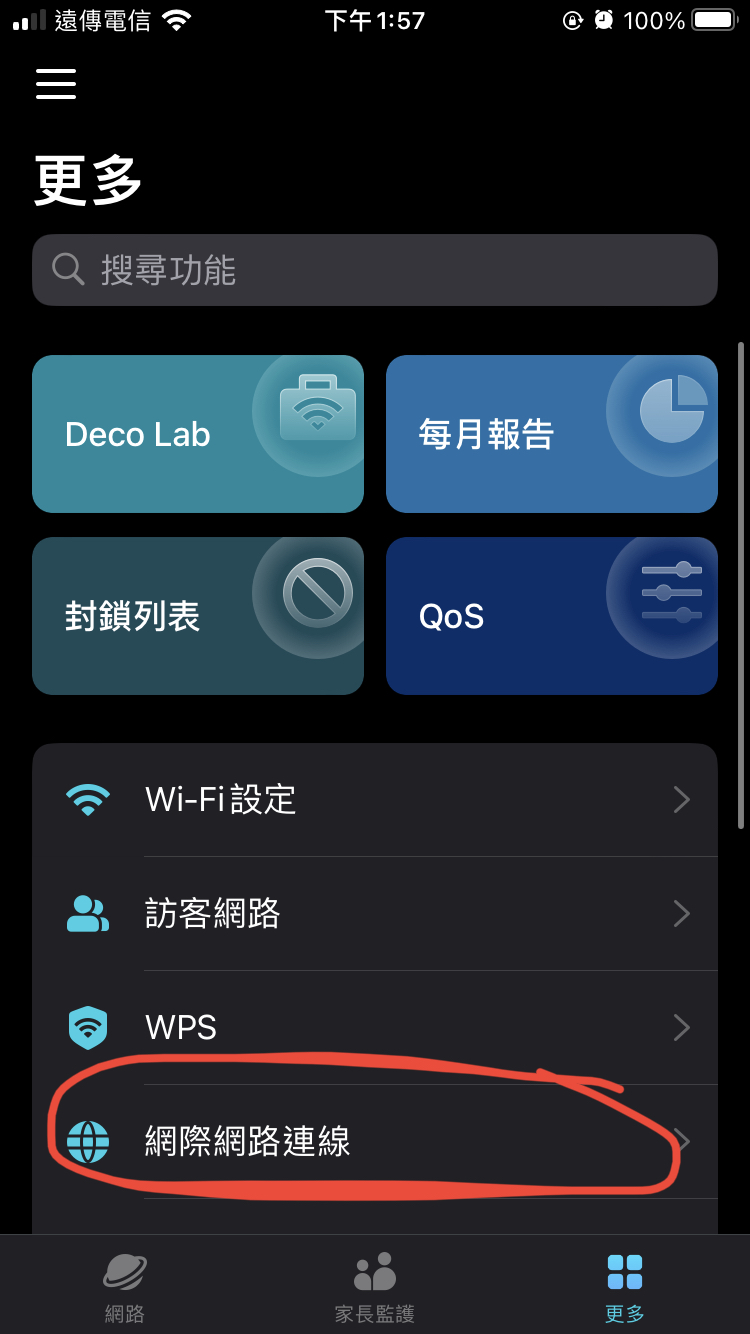 遠傳電信 下午1:57 100%
更多
搜尋功能
Deco Lab
每月報告
封鎖列表
QoS
Wi-Fi 設定
訪客網路
WPS
網際網路連線
網路 家長監護 更多